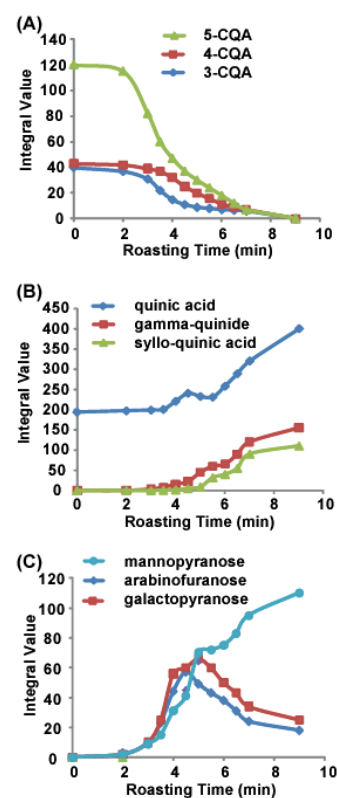 (A)
5-CQA
4-CQA
3-CQA
Integral Value
140
120
100
80
60
40
20
0
0 2 4 6 8 10
Roasting Time (min)
(B)
quinic acid
gamma-quinide
syllo-quinic acid
Integral Value
450
400
350
300
250
200
150
100
50
0
0 2 4 6 8 10
Roasting Time (min)
(C)
mannopyranose
arabinofuranose
galactopyranose
Integral Value
120
100
80
60
40
20
0
0 2 4 6 8 10
Roasting Time (min)